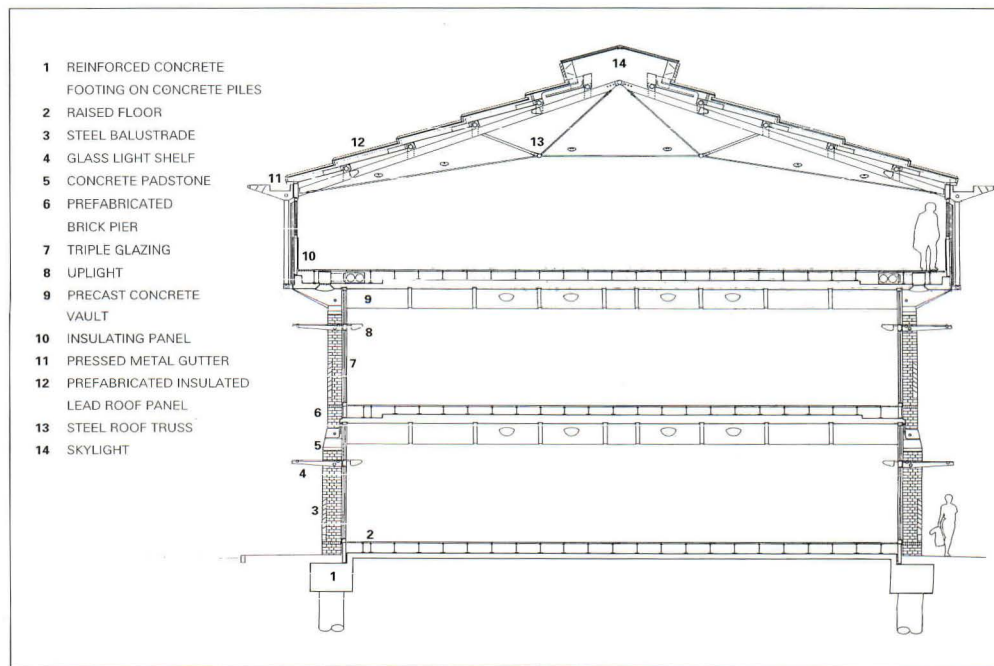 1 REINFORCED CONCRETE
FOOTING ON CONCRETE PILES
2 RAISED FLOOR
3 STEEL BALUSTRADE
4 GLASS LIGHT SHELF
5 CONCRETE PADSTONE
6 PREFABRICATED
BRICK PIER
7 TRIPLE GLAZING
8 UPLIGHT
9 PRECAST CONCRETE
VAULT
10 INSULATING PANEL
11 PRESSED METAL GUTTER
12 PREFABRICATED INSULATED
LEAD ROOF PANEL
13 STEEL ROOF TRUSS
14 SKYLIGHT
14
12
13
11
10
9
8
7
6
5
4
3
2
1